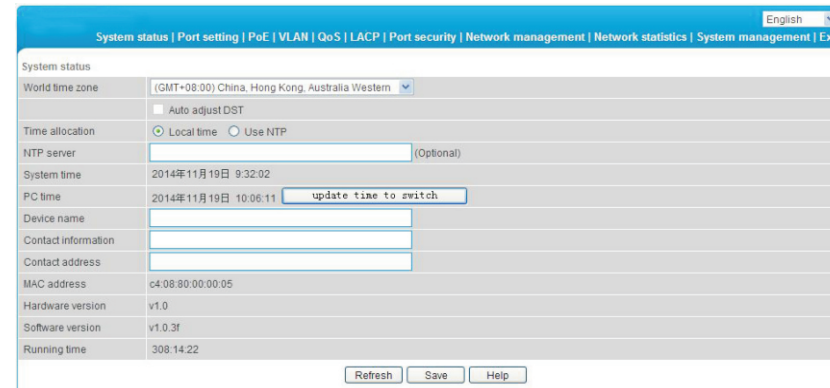 English
System status | Port setting | PoE | VLAN | QoS | LACP | Port security | Network management | Network statistics | System management |
System status
World time zone (GMT+08:00) China, Hong Kong, Australia Western
Auto adjust DST
Time allocation Local time Use NTP
NTP server (Optional)
System time 2014年11月19日 9:32:02
PC time 2014年11月19日 10:06:11 update time to switch
Device name
Contact information
Contact address
MAC address c4:08:80:00:00:05
Hardware version v1.0
Software version v1.0.3f
Running time 308:14:22
Refresh Save Help